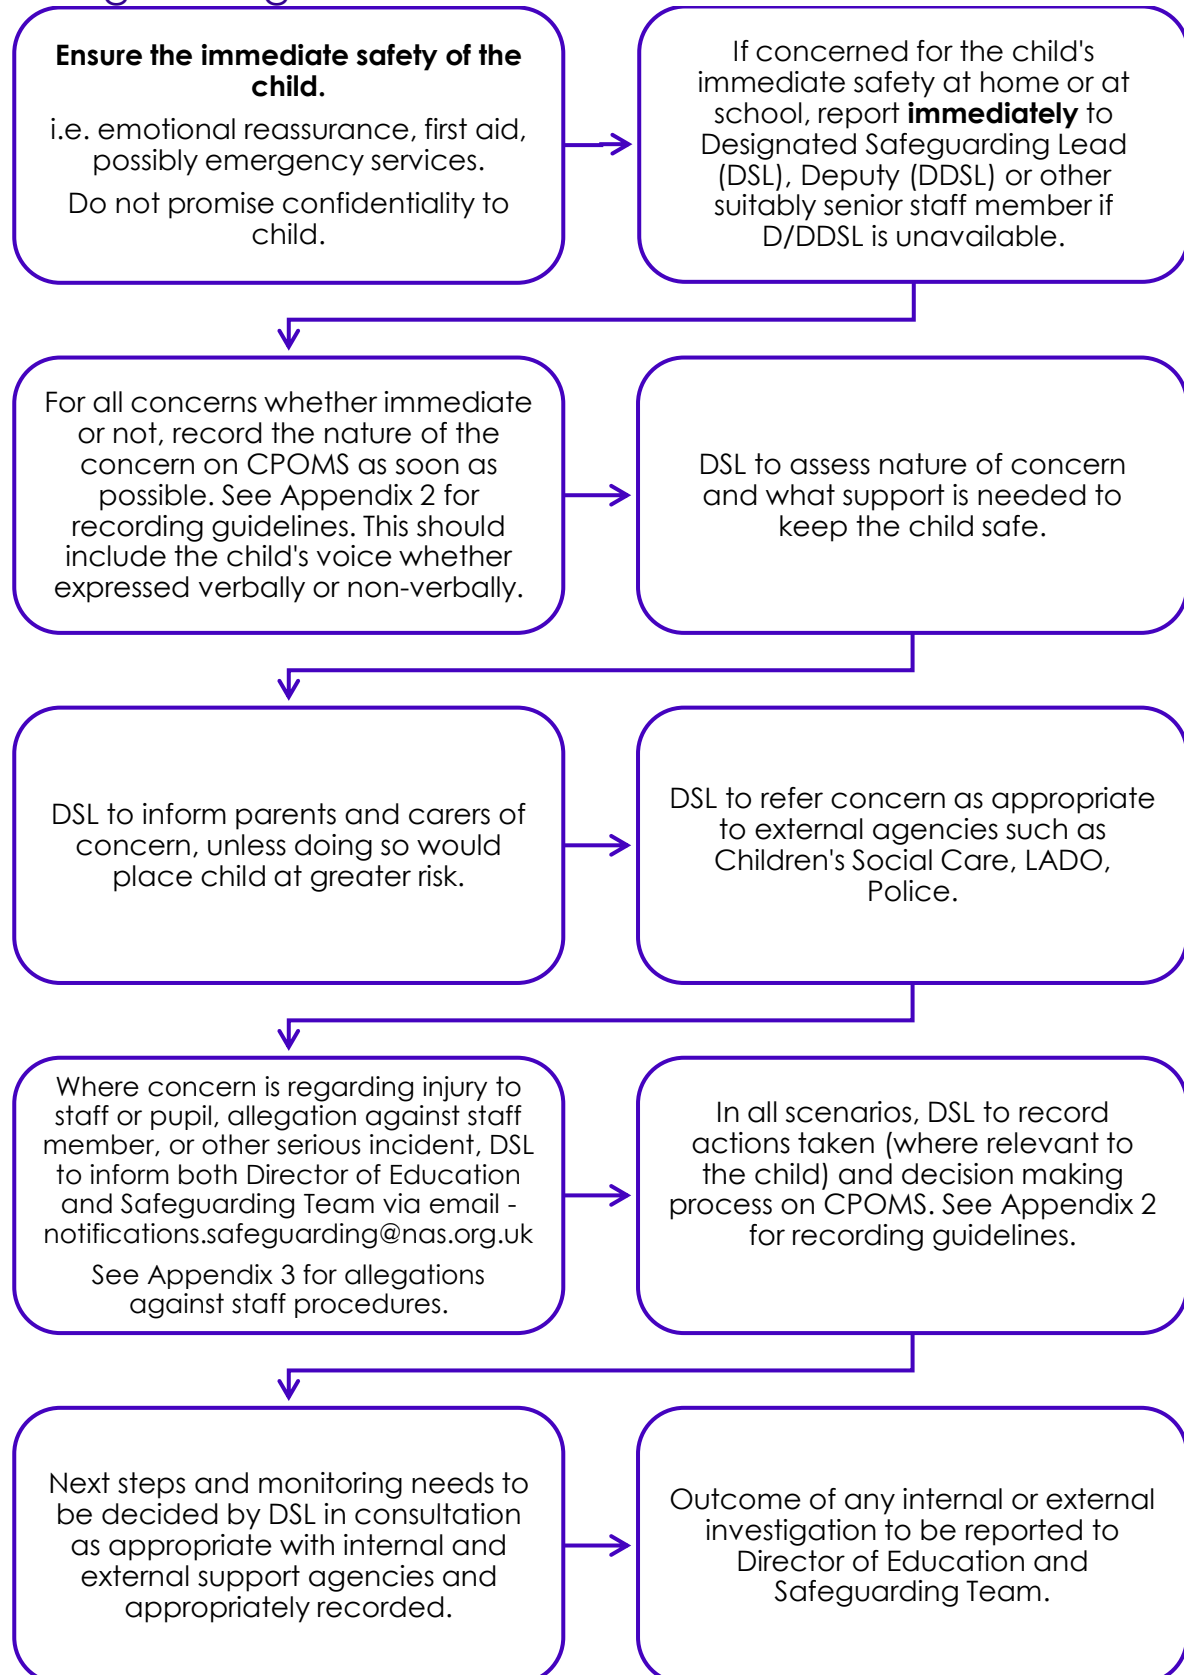 Ensure the immediate safety of the
child.
i.e. emotional reassurance, first aid,
possibly emergency services.
Do not promise confidentiality to
child.
If concerned for the child's
immediate safety at home or at
school, report immediately to
Designated Safeguarding Lead
(DSL), Deputy (DDSL) or other
suitably senior staff member if
D/DDSL is unavailable.
For all concerns whether immediate
or not, record the nature of the
concern on CPOMS as soon as
possible. See Appendix 2 for
recording guidelines. This should
include the child's voice whether
expressed verbally or non-verbally.
DSL to assess nature of concern
and what support is needed to
keep the child safe.
DSL to inform parents and carers of
concern, unless doing so would
place child at greater risk.
DSL to refer concern as appropriate
to external agencies such as
Children's Social Care, LADO,
Police.
Where concern is regarding injury to
staff or pupil, allegation against staff
member, or other serious incident, DSL
to inform both Director of Education
and Safeguarding Team via email -
notifications.safeguarding@nas.org.uk
See Appendix 3 for allegations
against staff procedures.
In all scenarios, DSL to record
actions taken (where relevant to
the child) and decision making
process on CPOMS. See Appendix 2
for recording guidelines.
Next steps and monitoring needs to
be decided by DSL in consultation
as appropriate with internal and
external support agencies and
appropriately recorded.
Outcome of any internal or external
investigation to be reported to
Director of Education and
Safeguarding Team.